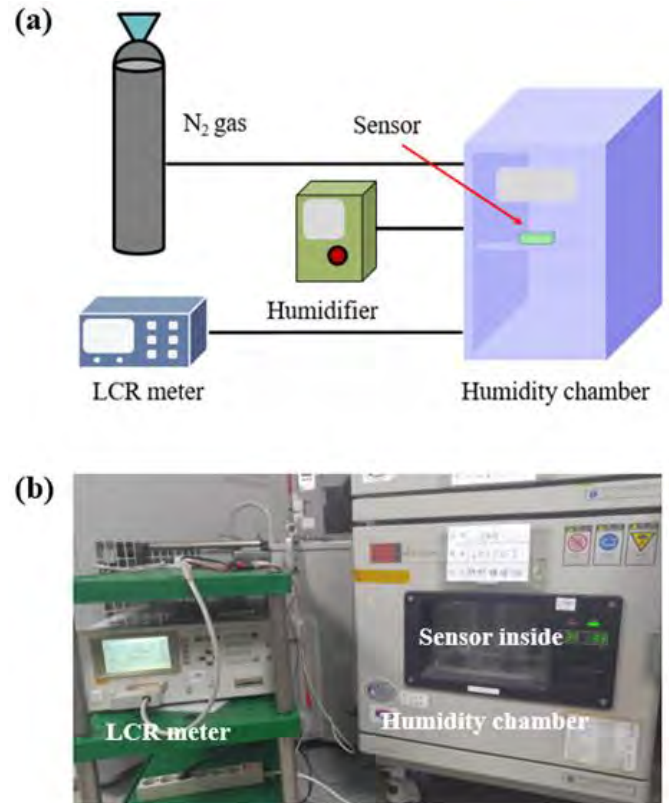 (a)
N₂ gas
Sensor
Humidifier
LCR meter
Humidity chamber
(b)
Sensor inside
LCR meter
Humidity chamber